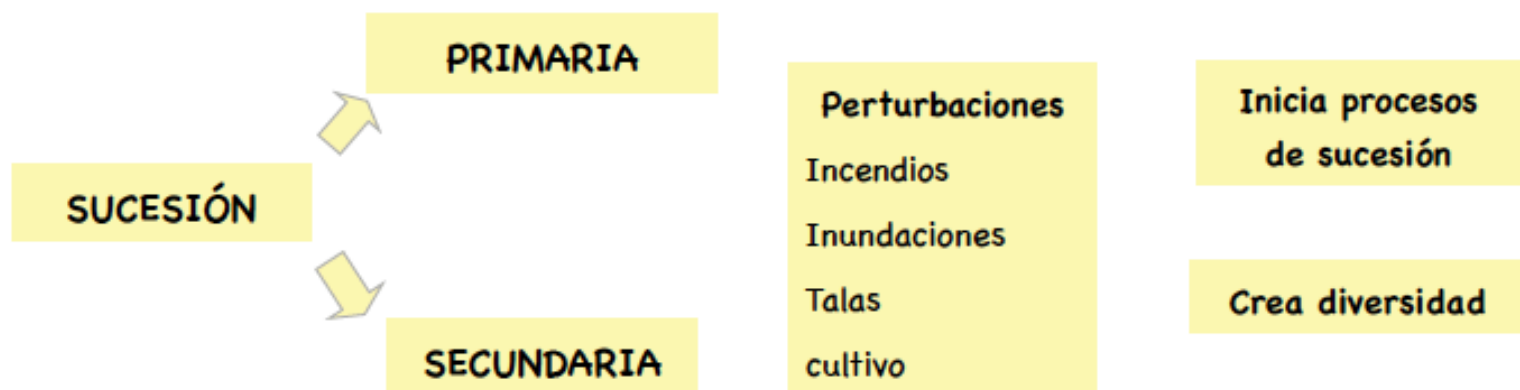 PRIMARIA
SUCESIÓN
SECUNDARIA
Perturbaciones
Incendios
Inundaciones
Talas
cultivo
Inicia procesos
de sucesión
Crea diversidad